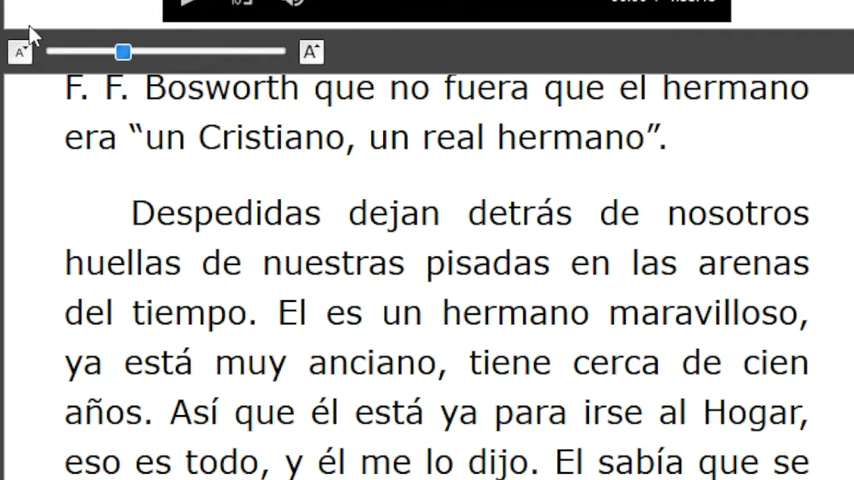 A A
F. F. Bosworth que no fuera que el hermano
era “un Cristiano, un real hermano”.
Despedidas dejan detrás de nosotros
huellas de nuestras pisadas en las arenas
del tiempo. El es un hermano maravilloso,
ya está muy anciano, tiene cerca de cien
años. Así que él está ya para irse al Hogar,
eso es todo, y él me lo dijo. El sabía que se